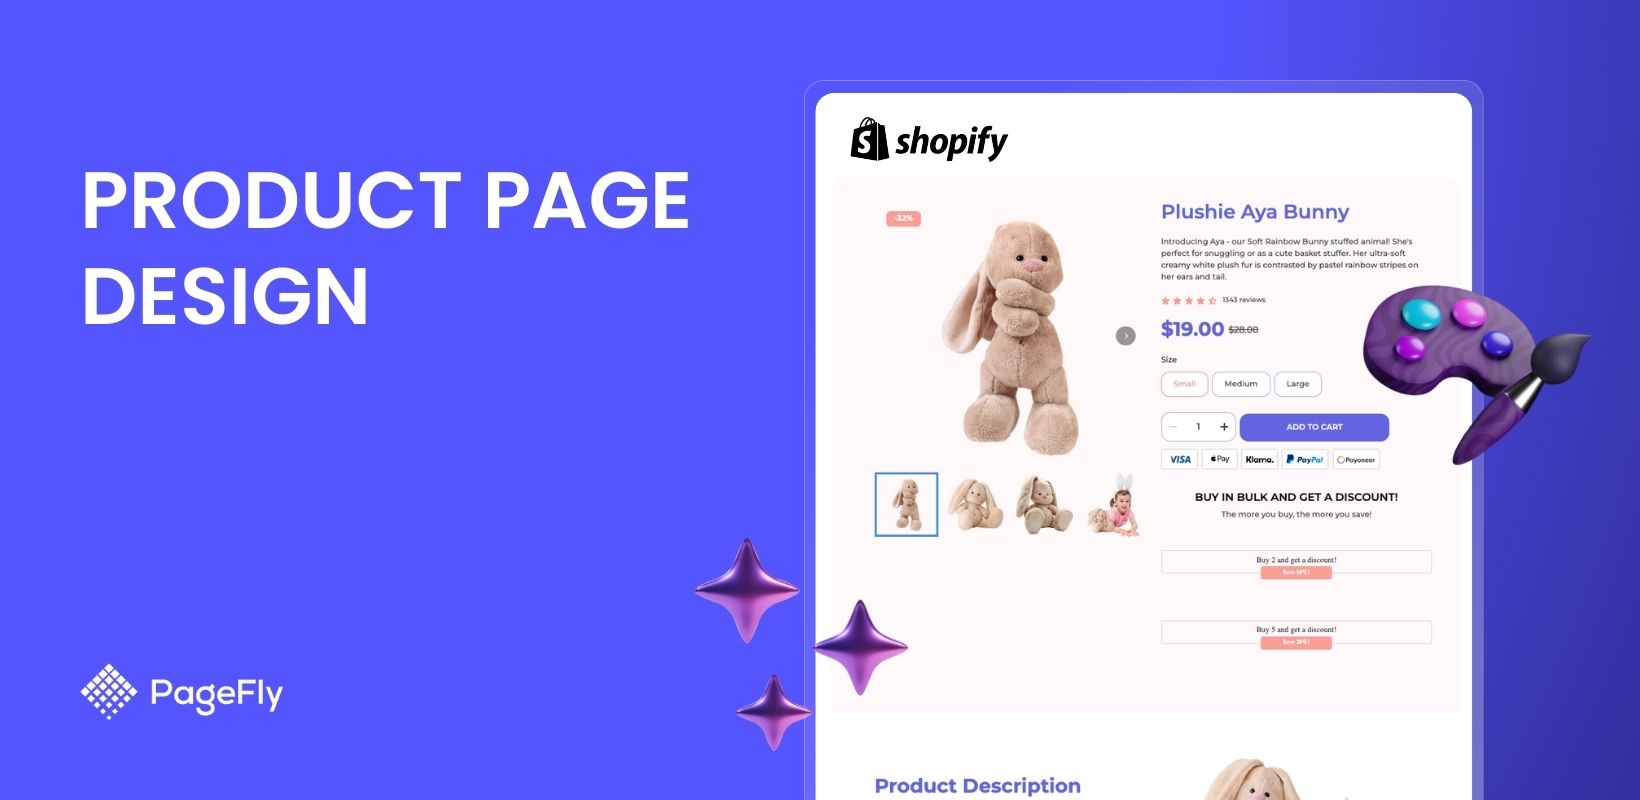 PRODUCT PAGE
DESIGN
PageFly
shopify
-32%
Plushie Aya Bunny
Introducing Aya - our Soft Rainbow Bunny stuffed animal! She's
perfect for snuggling or as a cute basket stuffer. Her ultra-soft
creamy white plush fur is contrasted by pastel rainbow stripes on
her ears and tail.
1343 reviews
$19.00 $28.00
Size
Small Medium Large
1 ADD TO CART
VISA Pay Klarna. PayPal Payoneer
BUY IN BULK AND GET A DISCOUNT!
The more you buy, the more you save!
Buy 2 and get a discount!
Save 10%!
Buy 5 and get a discount!
Save 20%!
Product Description